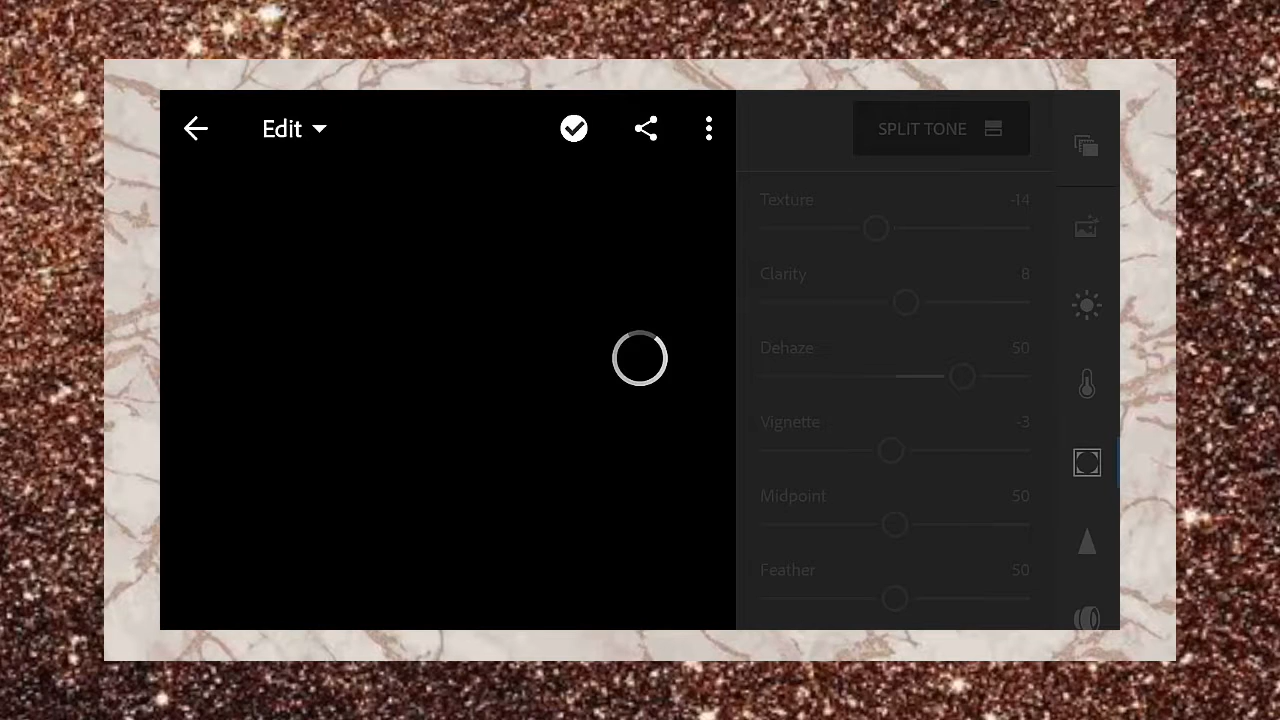 Edit
SPLIT TONE
Texture -14
Clarity 8
Dehaze 50
Vignette -3
Midpoint 50
Feather 50